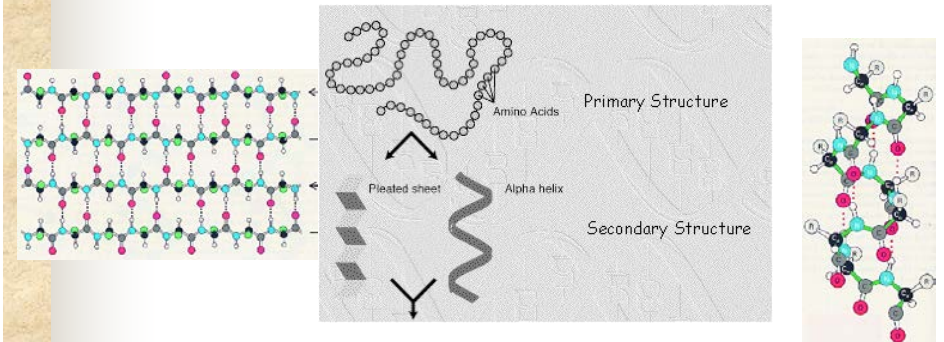 Amino Acids
Primary Structure
Pleated sheet
Alpha helix
Secondary Structure